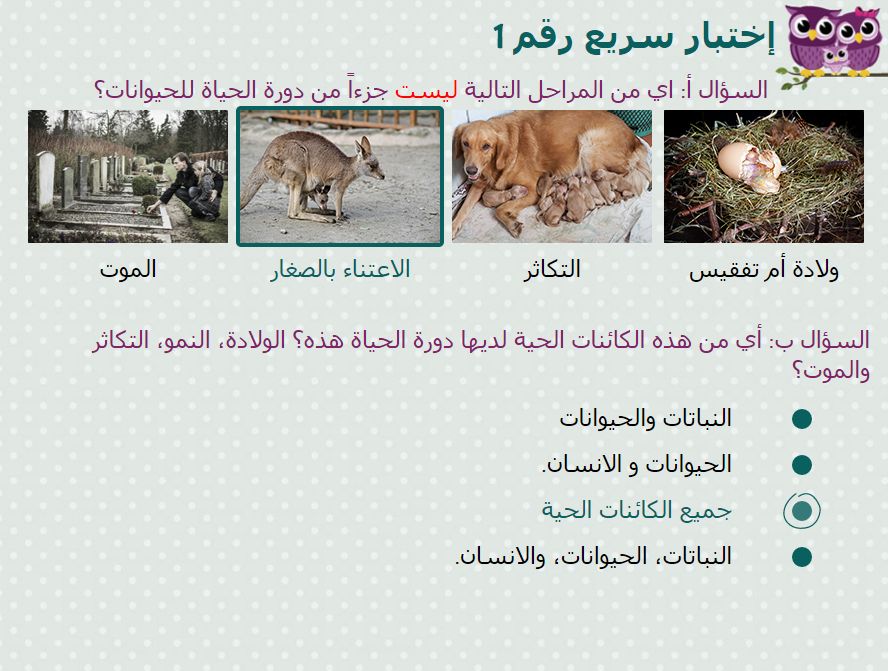 إختبار سريع رقم 1
السؤال أ: اي من المراحل التالية ليست جزءاً من دورة الحياة للحيوانات؟
ولادة أم تفقيس
التكاثر
الاعتناء بالصغار
الموت
السؤال ب: أي من هذه الكائنات الحية لديها دورة الحياة هذه؟ الولادة، النمو، التكاثر
والموت؟
النباتات والحيوانات
الحيوانات و الانسان.
جميع الكائنات الحية
النباتات، الحيوانات، والانسان.